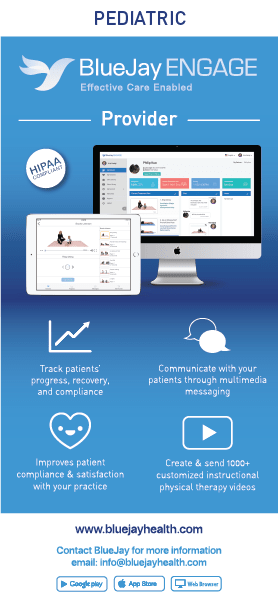 PEDIATRIC
BlueJay ENGAGE
Effective Care Enabled
Provider
HIPAA
COMPLIANT
Track patients'
progress, recovery,
and compliance
Communicate with your
patients through multimedia
messaging
Improves patient
compliance & satisfaction
with your practice
Create & send 1000+
customized instructional
physical therapy videos
www.bluejayhealth.com
Contact BlueJay for more information
email: info@bluejayhealth.com
Google play
App Store
Web Browser